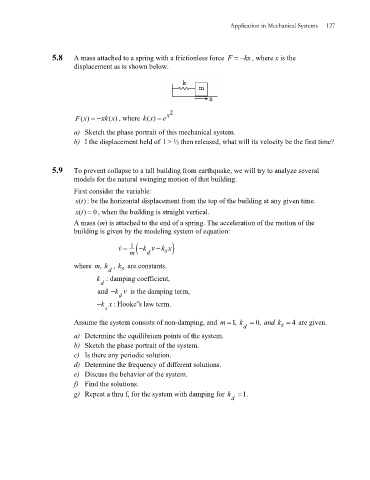 Application in Mechanical Systems 127
5.8 A mass attached to a spring with a frictionless force F = −kx, where x is the
displacement as is shown below.
k
m
x
F(x) = −xk(x), where k(x) = e^x^2
a) Sketch the phase portrait of this mechanical system.
b) I the displacement held of 1 > ½ then released, what will its velocity be the first time?
5.9 To prevent collapse to a tall building from earthquake, we will try to analyze several
models for the natural swinging motion of that building.
First consider the variable:
x(t) : be the horizontal displacement from the top of the building at any given time.
x(t) = 0, when the building is straight vertical.
A mass (m) is attached to the end of a spring. The acceleration of the motion of the
building is given by the modeling system of equation:
v̇ = 1/m (−k_d v − k_s x)
where m, k_d, k_s are constants.
k_d : damping coefficient,
and −k_d v is the damping term,
−k_s x : Hooke"s law term.
Assume the system consists of non-damping, and m = 1, k_d = 0, and k_s = 4 are given.
a) Determine the equilibrium points of the system.
b) Sketch the phase portrait of the system.
c) Is there any periodic solution.
d) Determine the frequency of different solutions.
e) Discuss the behavior of the system.
f) Find the solutions.
g) Repeat a thru f, for the system with damping for k_d = 1.